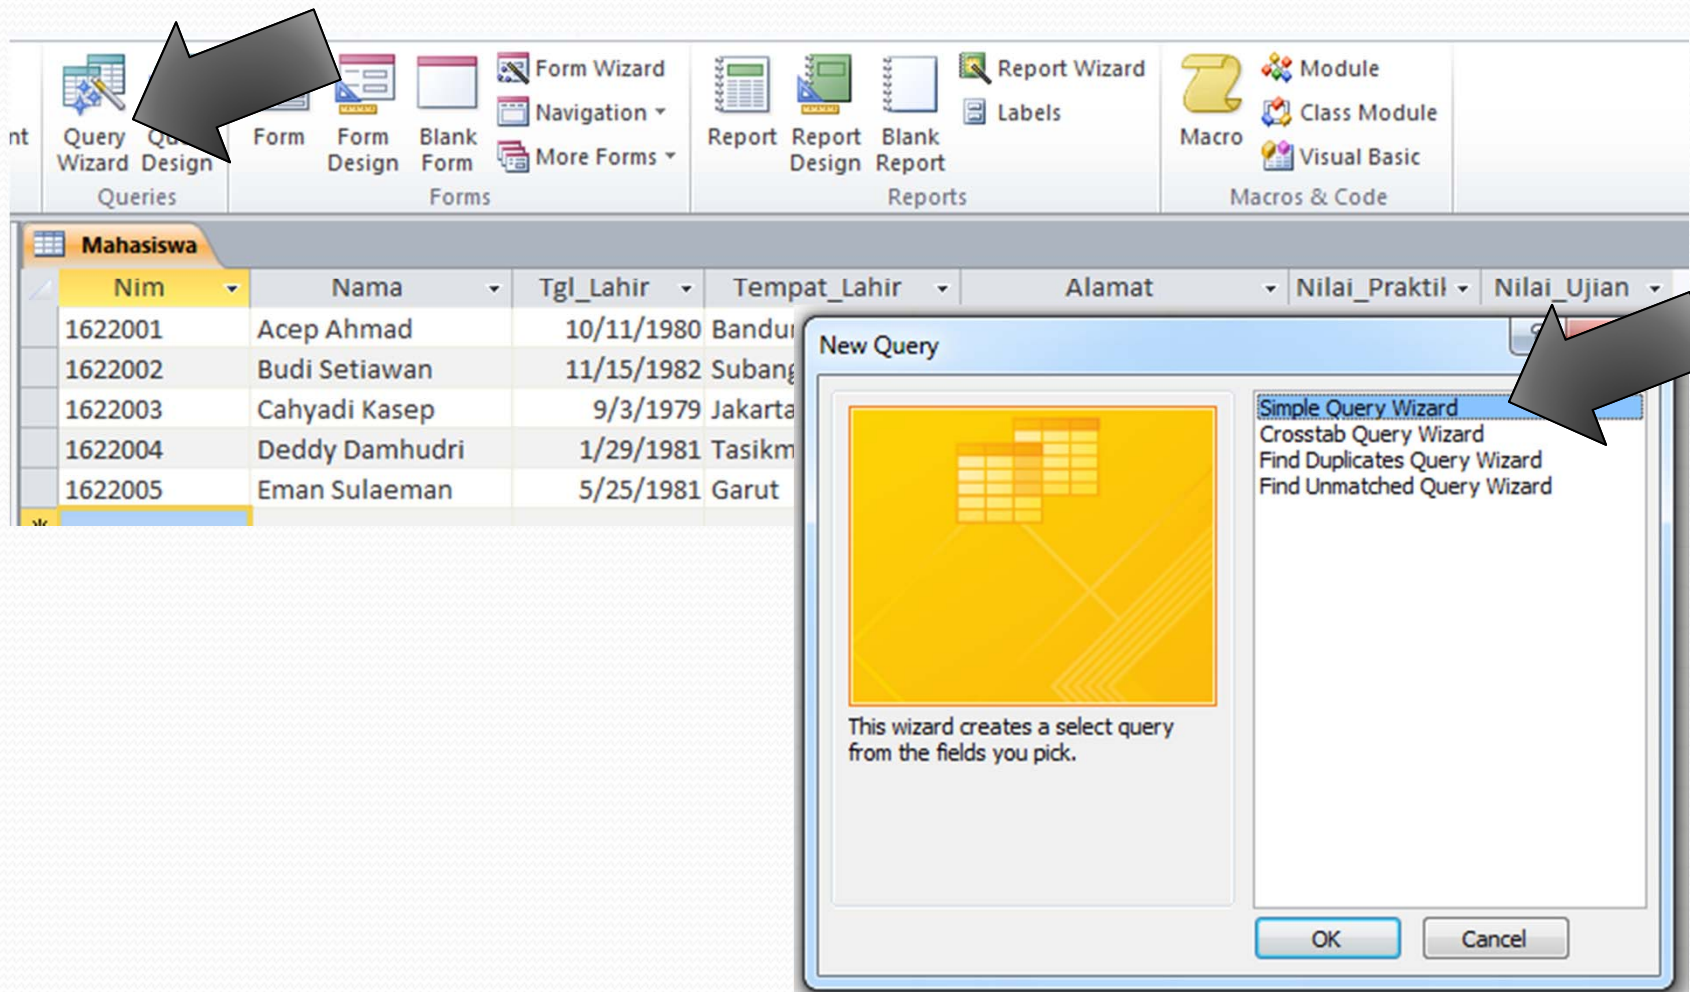 nt
Query Wizard
Design
Queries
Form
Form Design
Blank Form
Form Wizard
Navigation
More Forms
Forms
Report
Report Design
Blank Report
Report Wizard
Labels
Reports
Macro
Module
Class Module
Visual Basic
Macros & Code
Mahasiswa
Nim Nama Tgl_Lahir Tempat_Lahir Alamat Nilai_Praktil Nilai_Ujian
1622001 Acep Ahmad 10/11/1980 Bandu
1622002 Budi Setiawan 11/15/1982 Subang
1622003 Cahyadi Kasep 9/3/1979 Jakarta
1622004 Deddy Damhudri 1/29/1981 Tasikm
1622005 Eman Sulaeman 5/25/1981 Garut
New Query
Simple Query Wizard
Crosstab Query Wizard
Find Duplicates Query Wizard
Find Unmatched Query Wizard
This wizard creates a select query
from the fields you pick.
OK Cancel